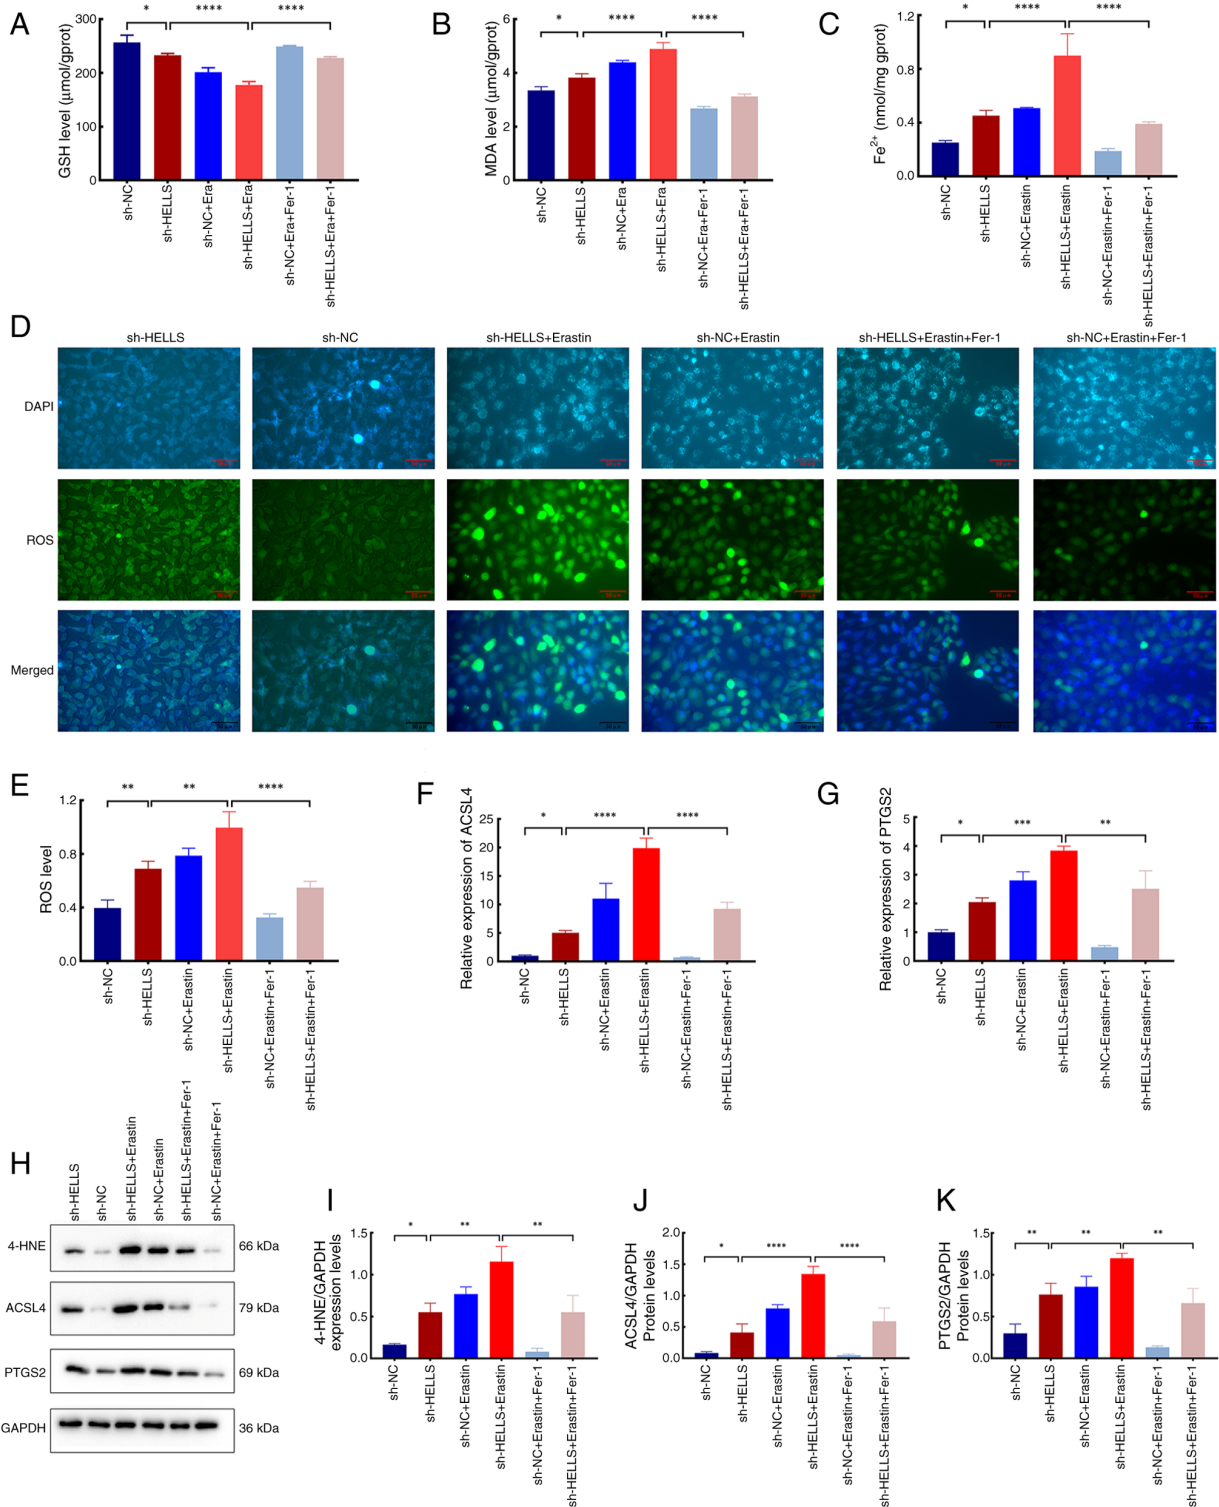 A
GSH level (µmol/gprot)
300
200
100
0
* **** ****
sh-NC
sh-HELLS
sh-NC+Era+
sh-HELLS+Era
sh-NC+Era+Fer-1
sh-HELLS+Era+Fer-1
B
MDA level (µmol/gprot)
6
4
2
0
* **** ****
sh-NC
sh-HELLS
sh-NC+Era
sh-HELLS+Era
sh-NC+Era+Fer-1
sh-HELLS+Era+Fer-1
C
Fe2+ (nmol/mg gprot)
1.2
0.8
0.4
0.0
* **** ****
sh-NC
sh-HELLS
sh-NC+Erastin
sh-HELLS+Erastin
sh-NC+Erastin+Fer-1
sh-HELLS+Erastin+Fer-1
D
sh-HELLS sh-NC sh-HELLS+Erastin sh-NC+Erastin sh-HELLS+Erastin+Fer-1 sh-NC+Erastin+Fer-1
DAPI
ROS
Merged
E
ROS level
1.2
0.8
0.4
0.0
** ** ****
sh-NC
sh-HELLS
sh-NC+Erastin
sh-HELLS+Erastin
sh-NC+Erastin+Fer-1
sh-HELLS+Erastin+Fer-1
F
Relative expression of ACSL4
25
20
15
10
5
0
* **** ****
sh-NC
sh-HELLS
sh-NC+Erastin
sh-HELLS+Erastin
sh-NC+Erastin+Fer-1
sh-HELLS+Erastin+Fer-1
G
Relative expression of PTGS2
5
4
3
2
1
0
* *** **
sh-NC
sh-HELLS
sh-NC+Erastin
sh-HELLS+Erastin
sh-NC+Erastin+Fer-1
sh-HELLS+Erastin+Fer-1
H
sh-HELLS
sh-NC
sh-HELLS+Erastin
sh-NC+Erastin
sh-HELLS+Erastin+Fer-1
sh-NC+Erastin+Fer-1
4-HNE 66 kDa
ACSL4 79 kDa
PTGS2 69 kDa
GAPDH 36 kDa
I
4-HNE/GAPDH
expression levels
1.5
1.0
0.5
0.0
* ** **
sh-NC
sh-HELLS
sh-NC+Erastin
sh-HELLS+Erastin
sh-NC+Erastin+Fer-1
sh-HELLS+Erastin+Fer-1
J
ACSL4/GAPDH
Protein levels
2.0
1.5
1.0
0.5
0.0
* **** ****
sh-NC
sh-HELLS
sh-NC+Erastin
sh-HELLS+Erastin
sh-NC+Erastin+Fer-1
sh-HELLS+Erastin+Fer-1
K
PTGS2/GAPDH
Protein levels
1.5
1.0
0.5
0.0
** ** **
sh-NC
sh-HELLS
sh-NC+Erastin
sh-HELLS+Erastin
sh-NC+Erastin+Fer-1
sh-HELLS+Erastin+Fer-1